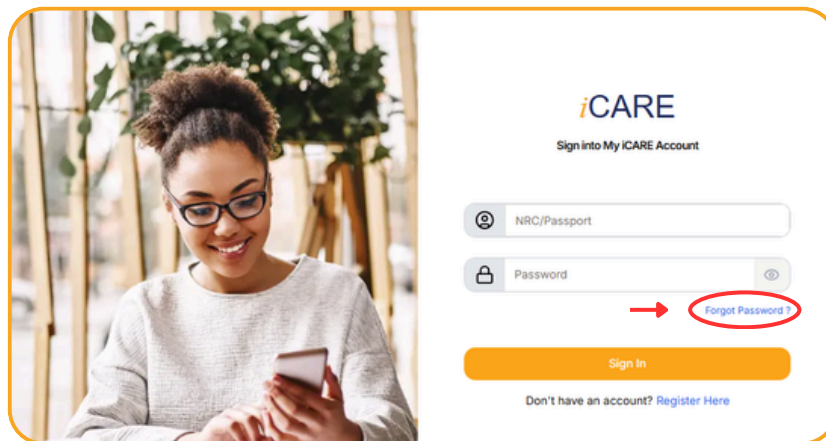 iCARE
Sign into My iCARE Account
NRC/Passport
Password
Forgot Password ?
Sign In
Don't have an account? Register Here